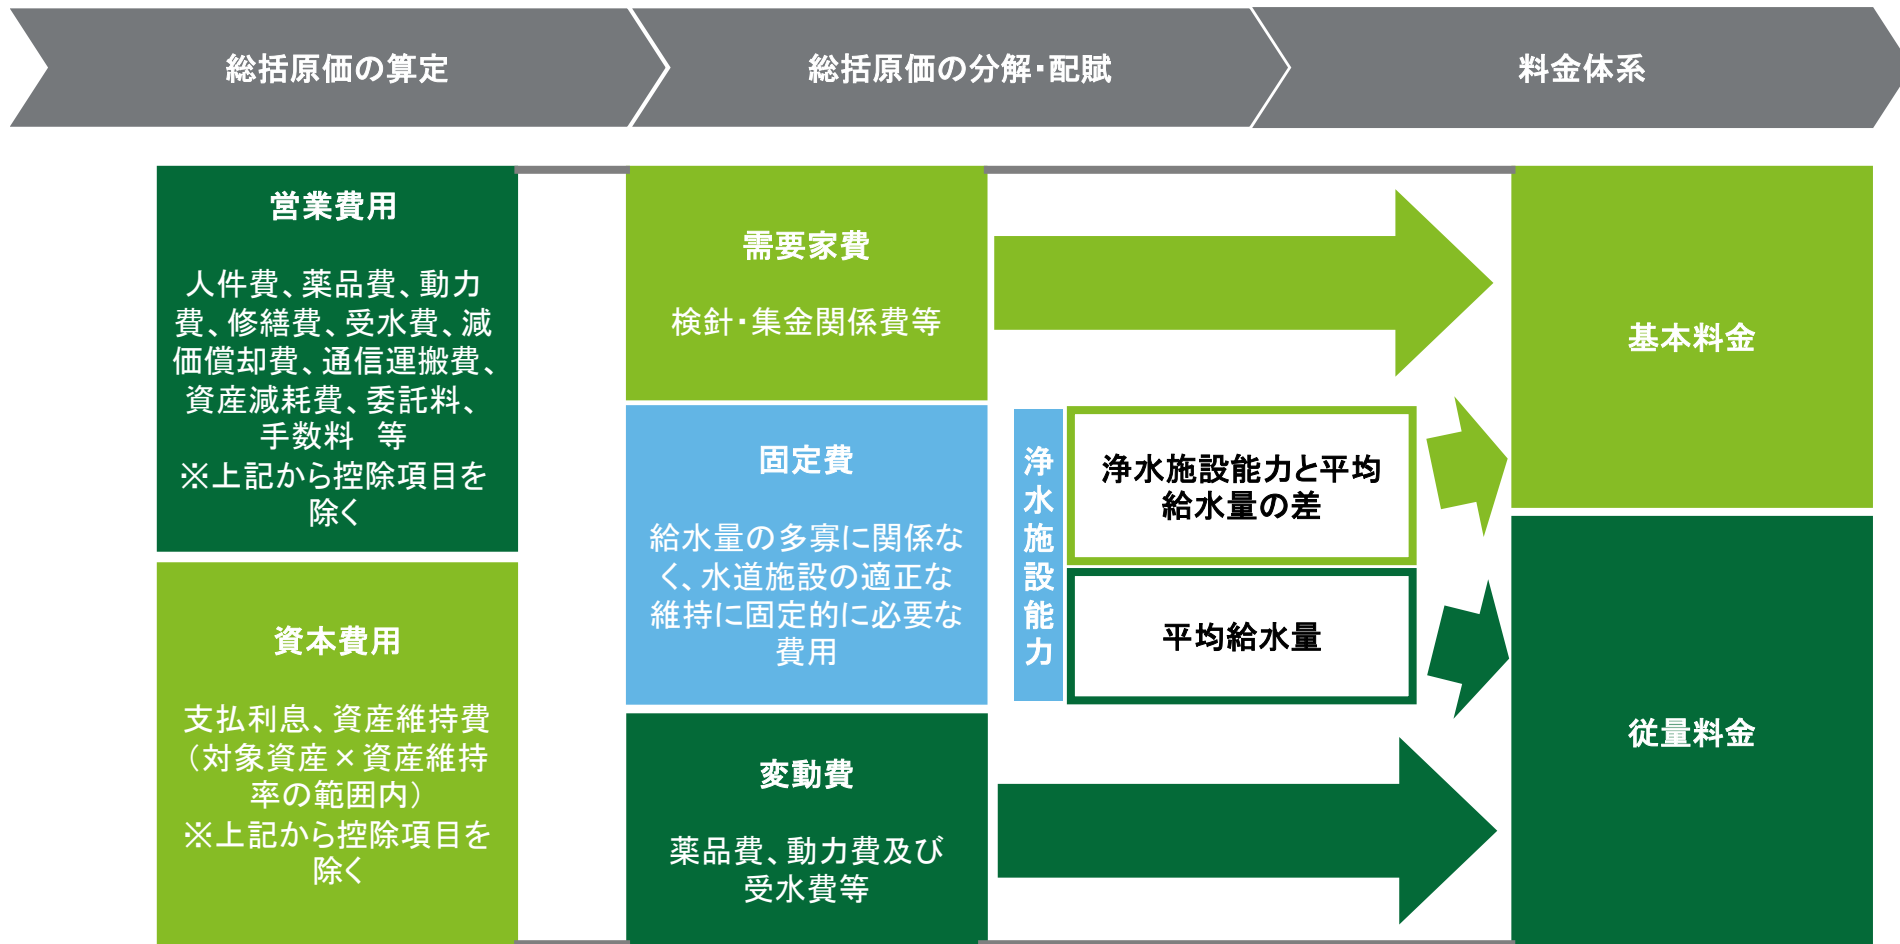 総括原価の算定
総括原価の分解・配賦
料金体系
営業費用
人件費、薬品費、動力
費、修繕費、受水費、減
価償却費、通信運搬費、
資産減耗費、委託料、
手数料　等
※上記から控除項目を
除く
資本費用
支払利息、資産維持費
（対象資産×資産維持
率の範囲内）
※上記から控除項目を
除く
需要家費
検針・集金関係費等
固定費
給水量の多寡に関係な
く、水道施設の適正な
維持に固定的に必要な
費用
変動費
薬品費、動力費及び
受水費等
浄水施設能力
浄水施設能力と平均
給水量の差
平均給水量
基本料金
従量料金